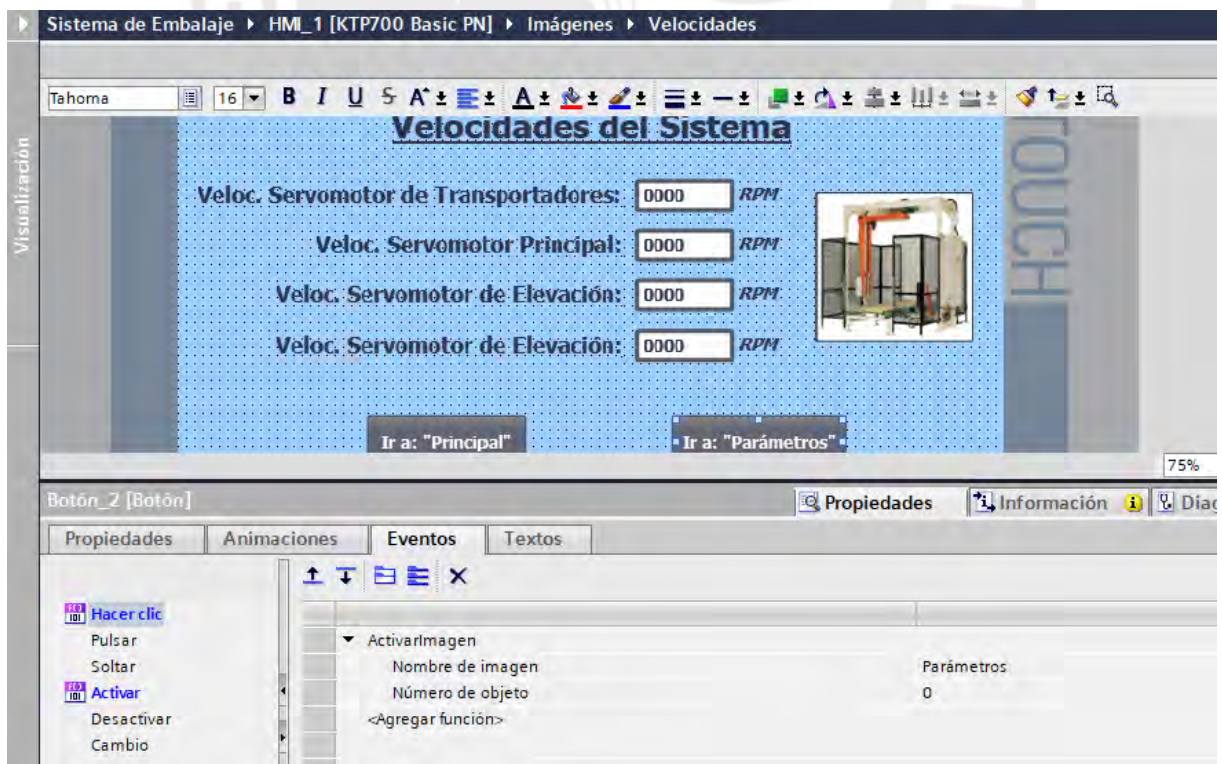 Sistema de Embalaje ▸ HMI_1 [KTP700 Basic PN] ▸ Imágenes ▸ Velocidades
Tahoma 16 B I U S A A
Visualización
Velocidades del Sistema
TOUCH
Veloc. Servomotor de Transportadores: 0000 RPM
Veloc. Servomotor Principal: 0000 RPM
Veloc. Servomotor de Elevación: 0000 RPM
Veloc. Servomotor de Elevación: 0000 RPM
Ir a: "Principal" Ir a: "Parámetros"
75%
Botón_2 [Botón] Propiedades Información Diag
Propiedades Animaciones Eventos Textos
Hacer clic
Pulsar ActivarImagen
Soltar Nombre de imagen Parámetros
Activar Número de objeto 0
Desactivar <Agregar función>
Cambio